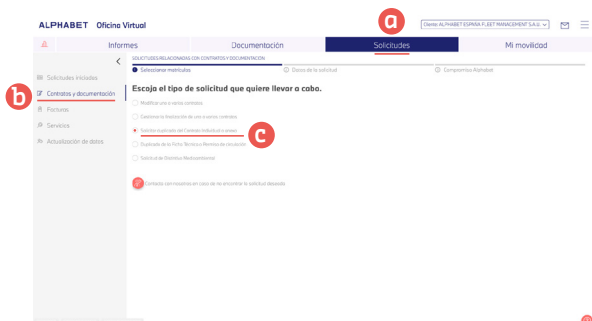 a
ALPHABET Oficina Virtual
Cliente: ALPHABET ESPAÑA FLEET MANAGEMENT S.A.U.
Informes
Documentación
Solicitudes
Mi movilidad
SOLICITUDES RELACIONADAS CON CONTRATOS Y DOCUMENTACIÓN
Seleccionar matrículas
Datos de la solicitud
Compromiso Alphabet
b
Solicitudes iniciadas
Contratos y documentación
Facturas
Servicios
Actualización de datos
Escoja el tipo de solicitud que quiere llevar a cabo.
Modificar uno o varios contratos
Gestionar la finalización de uno o varios contratos
Solicitar duplicado del Contrato Individual o anexo
c
Duplicado de la Ficha Técnica o Permiso de circulación
Solicitud de Distintivo Medioambiental
Contacta con nosotros en caso de no encontrar la solicitud deseada